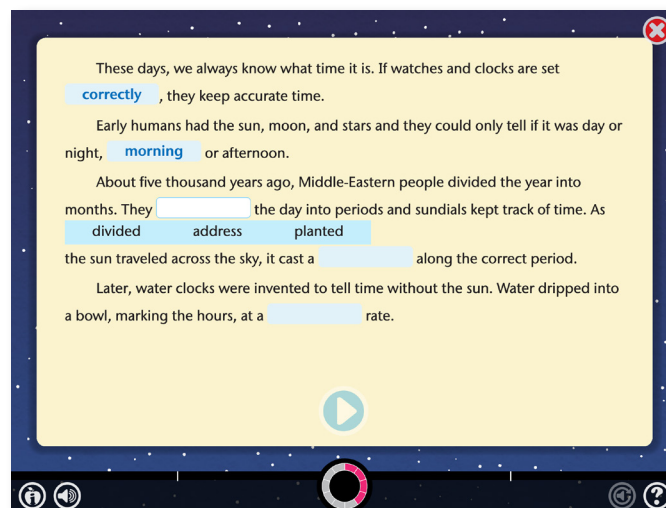 These days, we always know what time it is. If watches and clocks are set
correctly , they keep accurate time.
Early humans had the sun, moon, and stars and they could only tell if it was day or
night, morning or afternoon.
About five thousand years ago, Middle-Eastern people divided the year into
months. They the day into periods and sundials kept track of time. As
divided address planted
the sun traveled across the sky, it cast a along the correct period.
Later, water clocks were invented to tell time without the sun. Water dripped into
a bowl, marking the hours, at a rate.
i
?